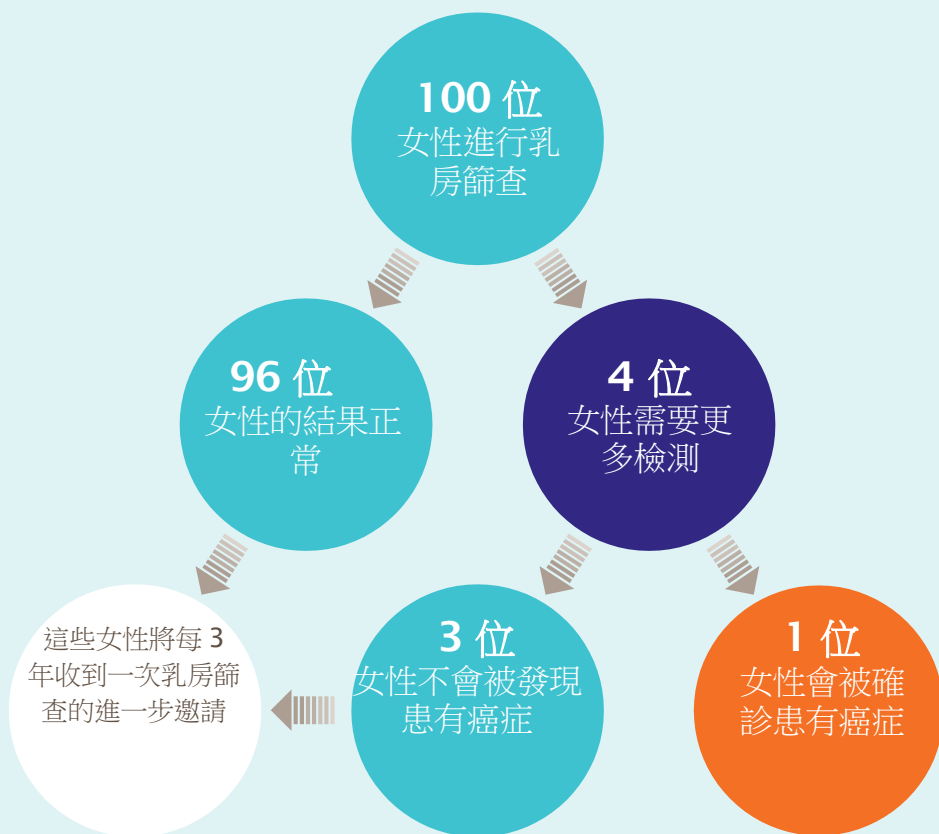 100 位
女性進行乳
房篩查
96 位
女性的結果正
常
4 位
女性需要更
多檢測
這些女性將每 3
年收到一次乳房篩
查的進一步邀請
3 位
女性不會被發現
患有癌症
1 位
女性會被確
診患有癌症